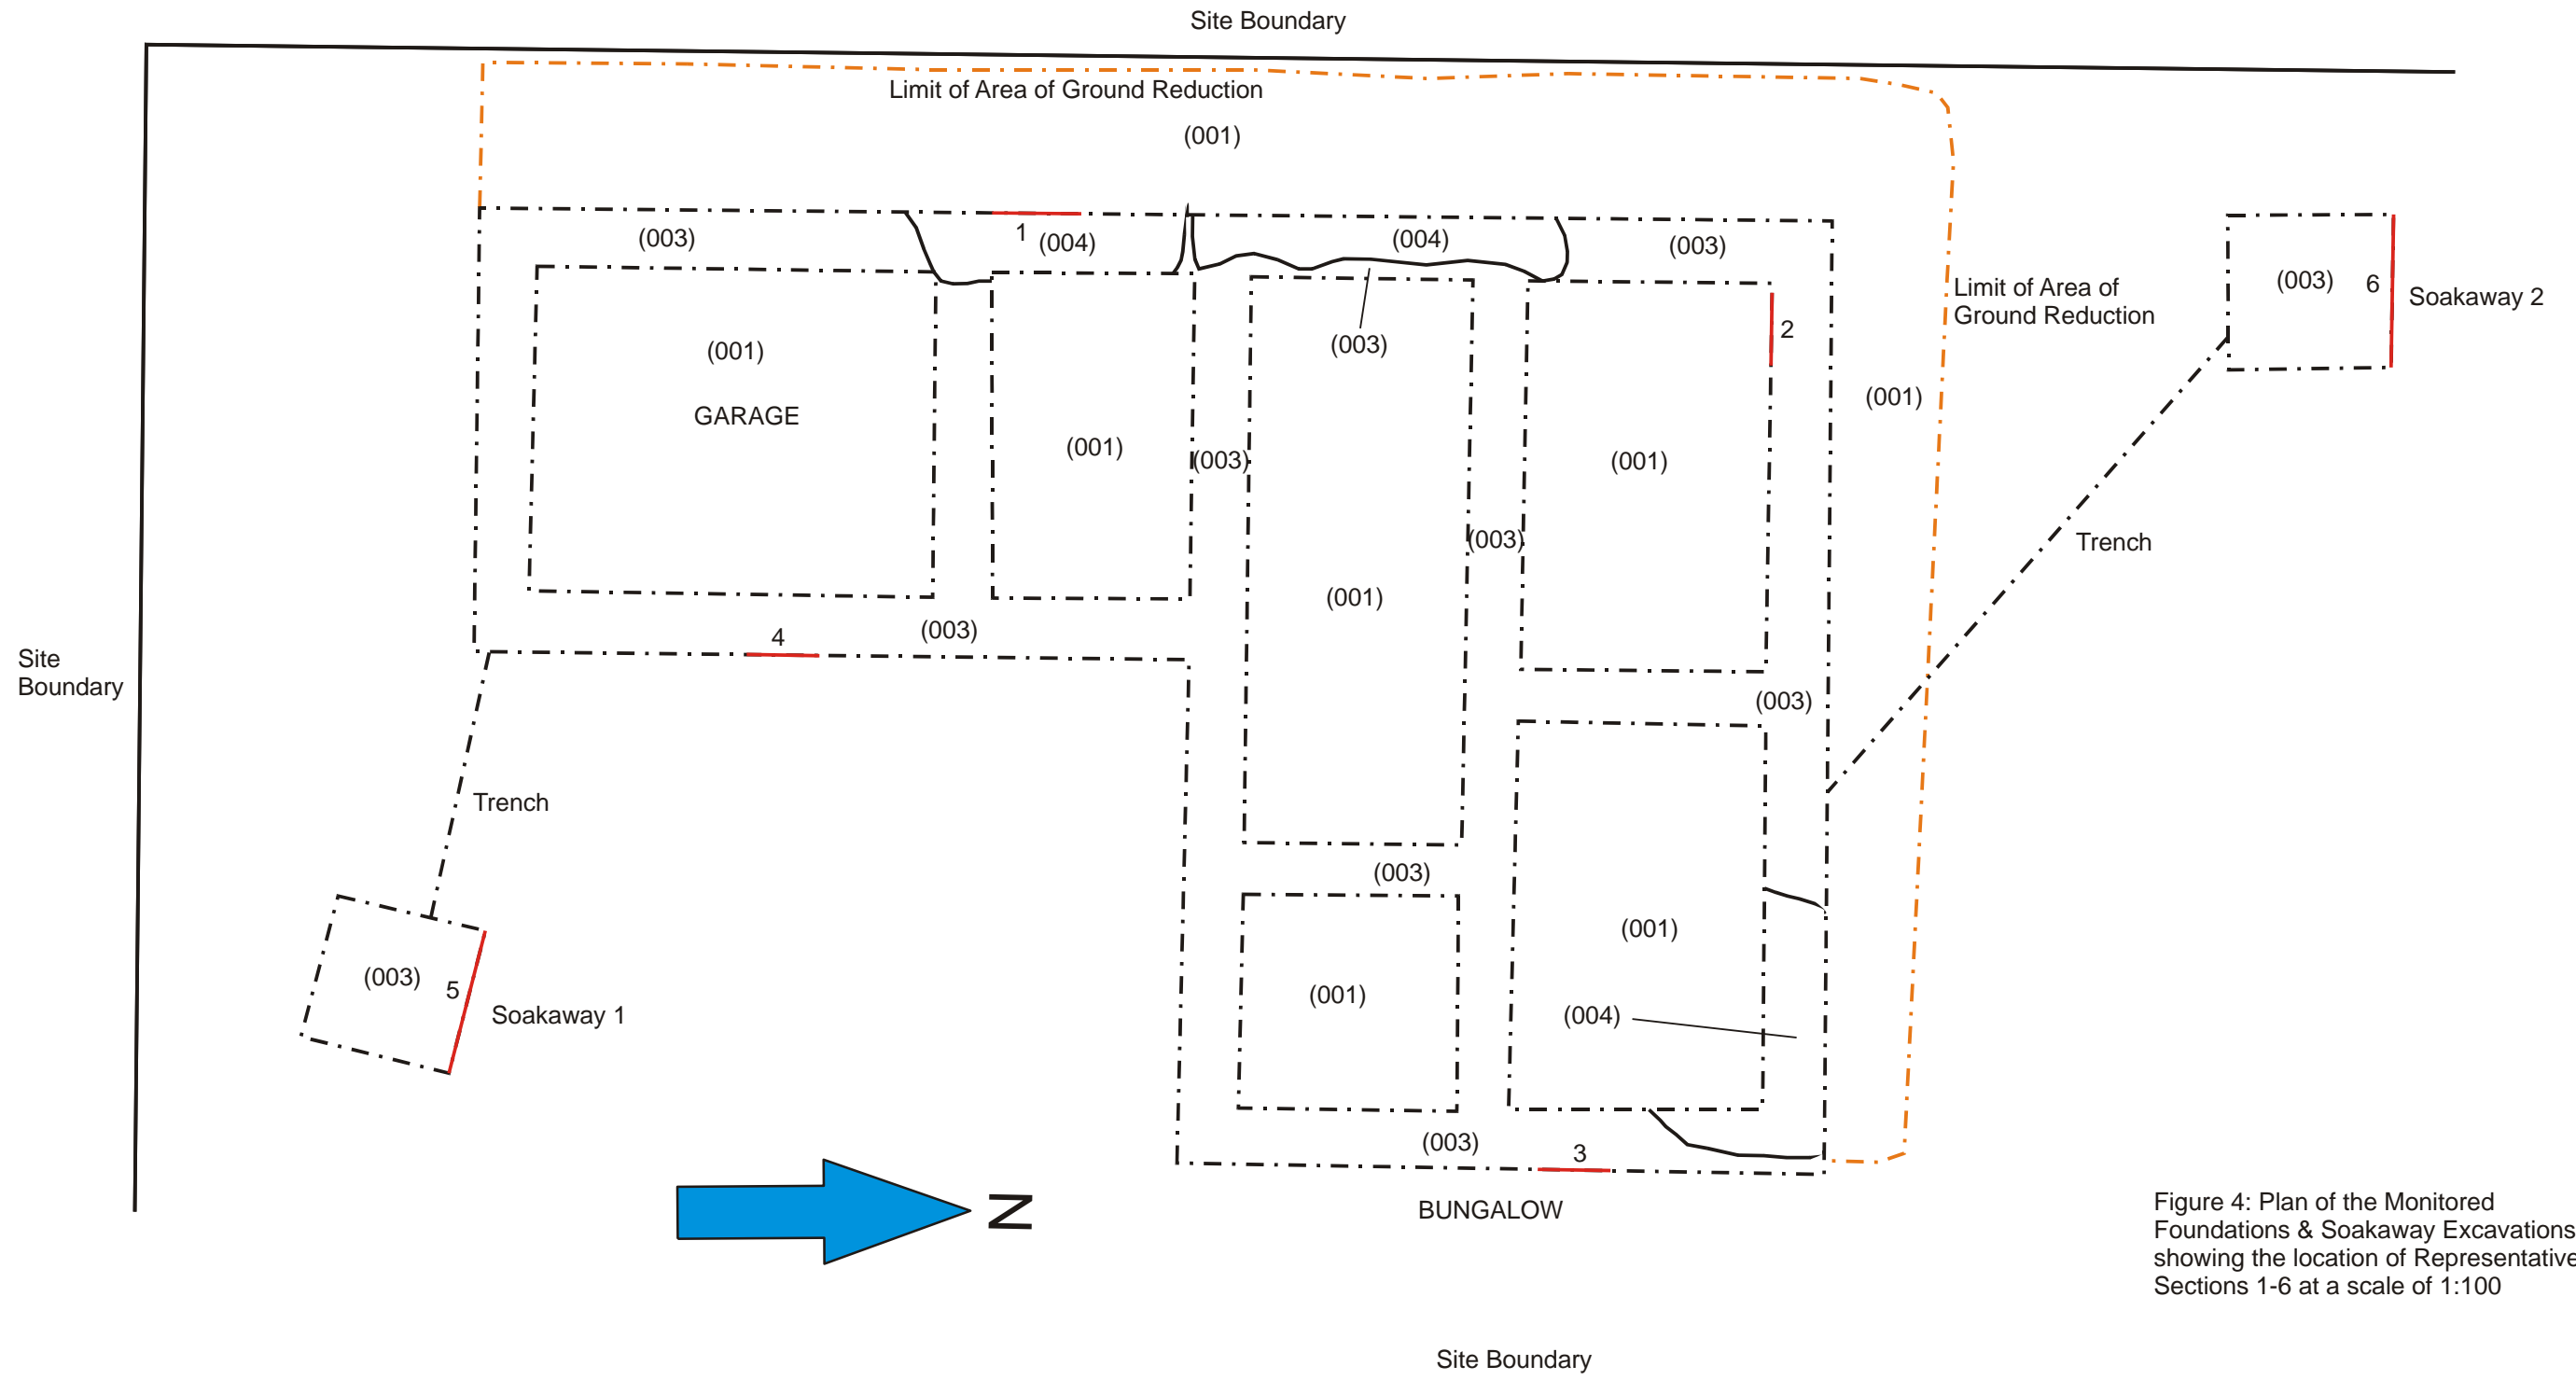 Site Boundary
Limit of Area of Ground Reduction
(001)
(003)
1
(004)
(004)
(003)
(003)
6
Soakaway 2
Limit of Area of
Ground Reduction
2
(003)
(001)
GARAGE
(001)
(001)
(003)
(001)
(003)
Trench
(001)
4
(003)
Site
Boundary
(003)
Trench
(003)
(001)
(003)
5
(001)
(004)
Soakaway 1
(003)
3
N
BUNGALOW
Figure 4: Plan of the Monitored
Foundations & Soakaway Excavations
showing the location of Representative
Sections 1-6 at a scale of 1:100
Site Boundary